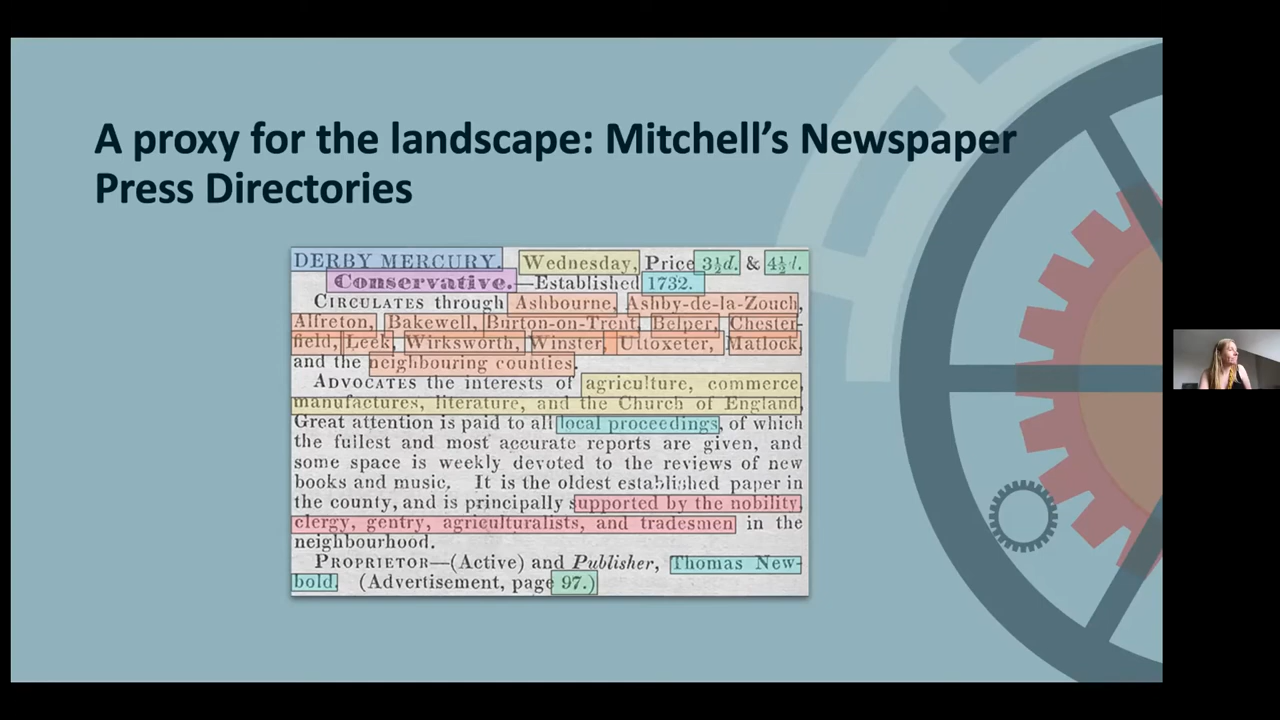 A proxy for the landscape: Mitchell's Newspaper
Press Directories
DERBY MERCURY. Wednesday, Price 3½d. & 4½d.
Conservative.—Established 1732.
CIRCULATES through Ashbourne, Ashby-de-la-Zouch,
Alfreton, Bakewell, Burton-on-Trent, Belper, Chester-
field, Leek, Wirksworth, Winster, Uttoxeter, Matlock,
and the neighbouring counties.
ADVOCATES the interests of agriculture, commerce,
manufactures, literature, and the Church of England.
Great attention is paid to all local proceedings, of which
the fullest and most accurate reports are given, and
some space is weekly devoted to the reviews of new
books and music. It is the oldest established paper in
the county, and is principally supported by the nobility,
clergy, gentry, agriculturalists, and tradesmen in the
neighbourhood.
PROPRIETOR—(Active) and Publisher, Thomas New-
bold. (Advertisement, page 97.)